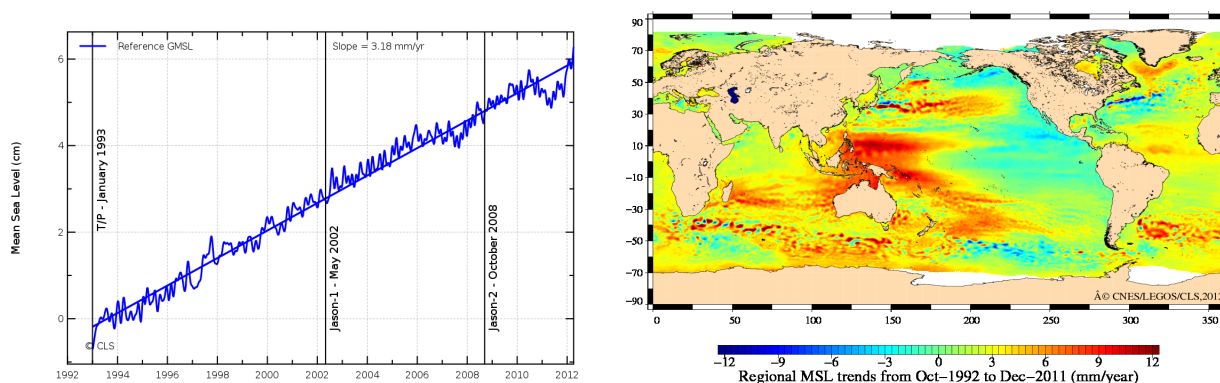 Reference GMSL
Slope = 3.18 mm/yr
Mean Sea Level (cm)
6
4
2
0
T/P - January 1993
Jason-1 - May 2002
Jason-2 - October 2008
© CLS
1992 1994 1996 1998 2000 2002 2004 2006 2008 2010 2012
90
70
50
30
10
−10
−30
−50
−70
−90
Â© CNES/LEGOS/CLS,2012
0 50 100 150 200 250 300 350
−12 −9 −6 −3 0 3 6 9 12
Regional MSL trends from Oct−1992 to Dec−2011 (mm/year)